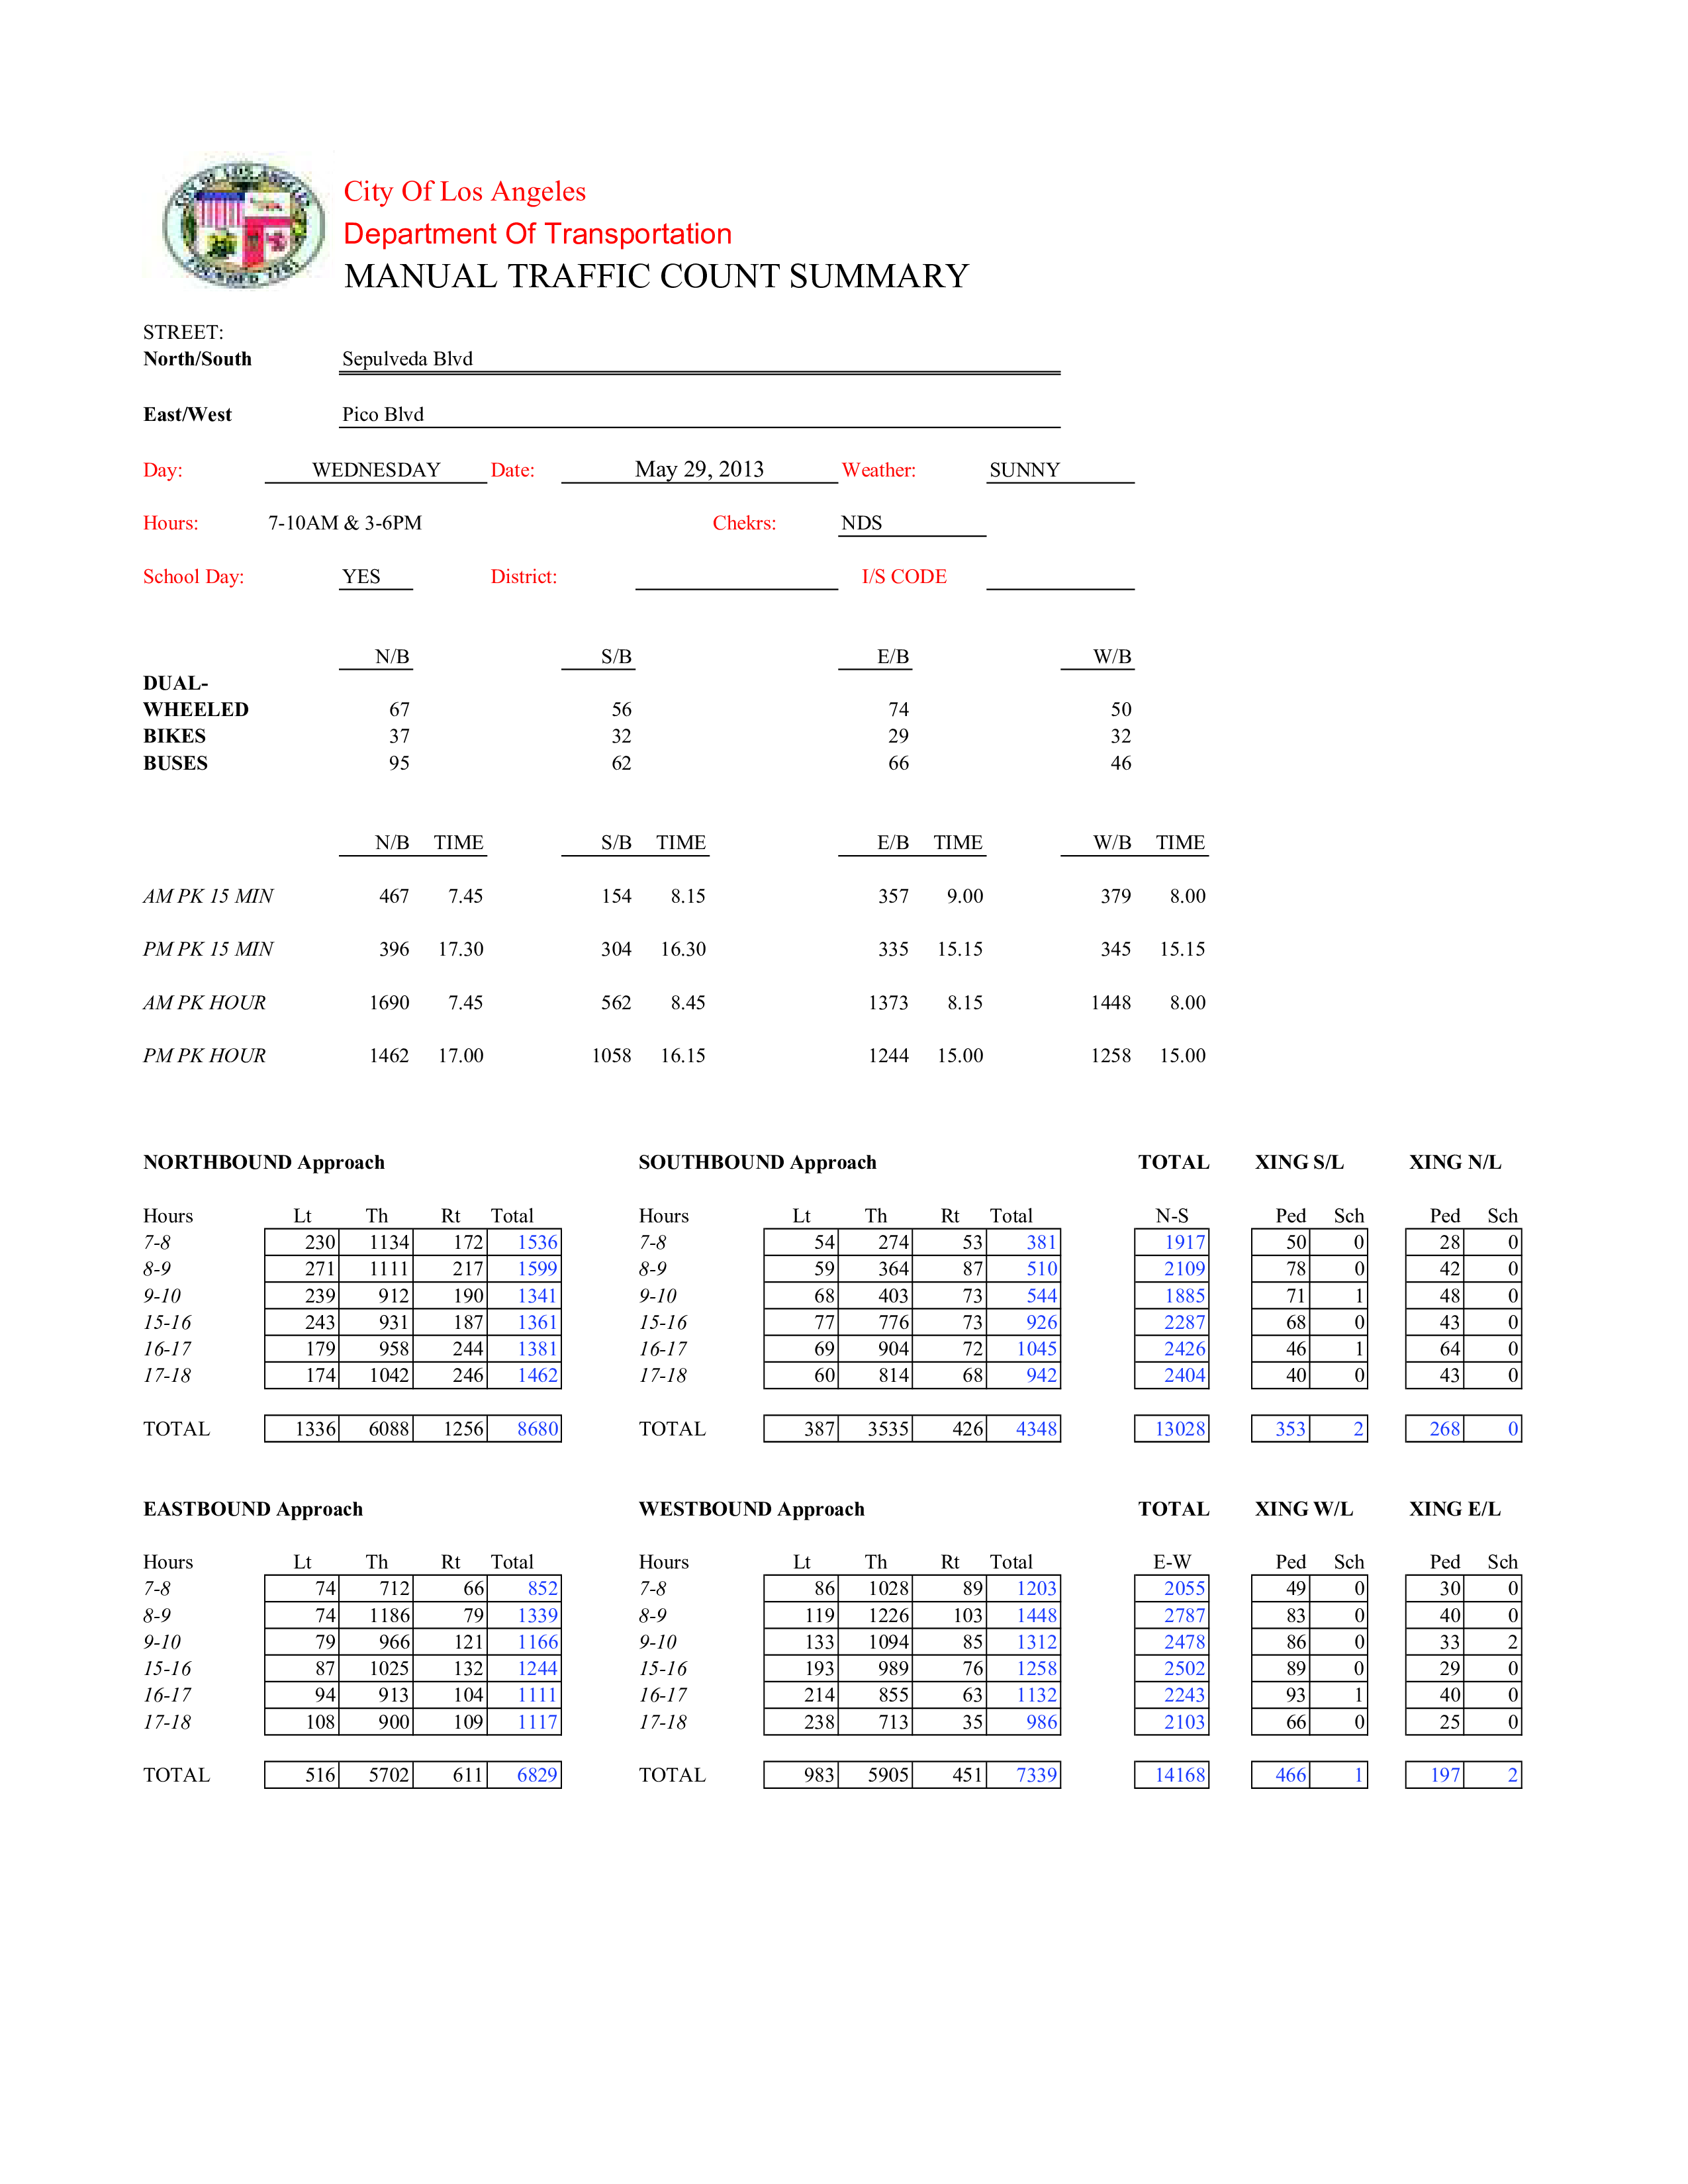 City Of Los Angeles
Department Of Transportation
MANUAL TRAFFIC COUNT SUMMARY
STREET:
North/South Sepulveda Blvd
East/West Pico Blvd
Day: WEDNESDAY Date: May 29, 2013 Weather: SUNNY
Hours: 7-10AM & 3-6PM Chekrs: NDS
School Day: YES District: I/S CODE
N/B S/B E/B W/B
DUAL-
WHEELED 67 56 74 50
BIKES 37 32 29 32
BUSES 95 62 66 46
N/B TIME S/B TIME E/B TIME W/B TIME
AM PK 15 MIN 467 7.45 154 8.15 357 9.00 379 8.00
PM PK 15 MIN 396 17.30 304 16.30 335 15.15 345 15.15
AM PK HOUR 1690 7.45 562 8.45 1373 8.15 1448 8.00
PM PK HOUR 1462 17.00 1058 16.15 1244 15.00 1258 15.00
NORTHBOUND Approach SOUTHBOUND Approach TOTAL XING S/L XING N/L
Hours Lt Th Rt Total Hours Lt Th Rt Total N-S Ped Sch Ped Sch
7-8 230 1134 172 1536 7-8 54 274 53 381 1917 50 0 28 0
8-9 271 1111 217 1599 8-9 59 364 87 510 2109 78 0 42 0
9-10 239 912 190 1341 9-10 68 403 73 544 1885 71 1 48 0
15-16 243 931 187 1361 15-16 77 776 73 926 2287 68 0 43 0
16-17 179 958 244 1381 16-17 69 904 72 1045 2426 46 1 64 0
17-18 174 1042 246 1462 17-18 60 814 68 942 2404 40 0 43 0
TOTAL 1336 6088 1256 8680 TOTAL 387 3535 426 4348 13028 353 2 268 0
EASTBOUND Approach WESTBOUND Approach TOTAL XING W/L XING E/L
Hours Lt Th Rt Total Hours Lt Th Rt Total E-W Ped Sch Ped Sch
7-8 74 712 66 852 7-8 86 1028 89 1203 2055 49 0 30 0
8-9 74 1186 79 1339 8-9 119 1226 103 1448 2787 83 0 40 0
9-10 79 966 121 1166 9-10 133 1094 85 1312 2478 86 0 33 2
15-16 87 1025 132 1244 15-16 193 989 76 1258 2502 89 0 29 0
16-17 94 913 104 1111 16-17 214 855 63 1132 2243 93 1 40 0
17-18 108 900 109 1117 17-18 238 713 35 986 2103 66 0 25 0
TOTAL 516 5702 611 6829 TOTAL 983 5905 451 7339 14168 466 1 197 2